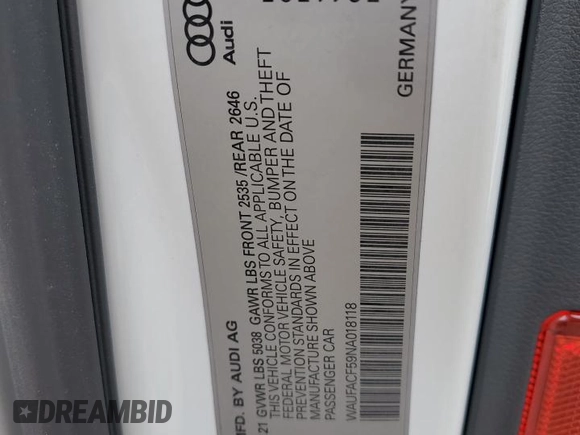 Audi
GERMANY
MFD. BY AUDI AG
21 GVWR LBS 5038 GAWR LBS FRONT 2535/REAR 2646
THIS VEHICLE CONFORMS TO ALL APPLICABLE U.S.
FEDERAL MOTOR VEHICLE SAFETY, BUMPER AND THEFT
PREVENTION STANDARDS IN EFFECT ON THE DATE OF
MANUFACTURE SHOWN ABOVE
PASSENGER CAR
WAUFACF59NA018118
DREAMBID